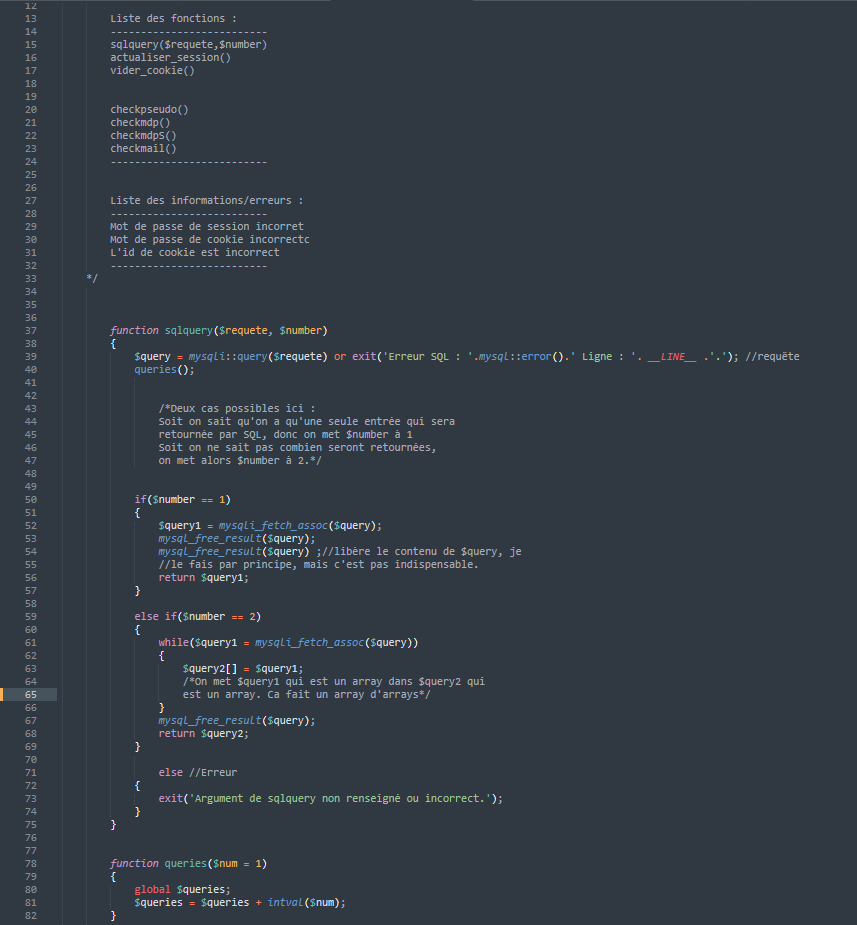 12
13 Liste des fonctions :
14 --------------------------
15 sqlquery($requete,$number)
16 actualiser_session()
17 vider_cookie()
18
19
20 checkpseudo()
21 checkmdp()
22 checkmdpS()
23 checkmail()
24 --------------------------
25
26
27 Liste des informations/erreurs :
28 --------------------------
29 Mot de passe de session incorret
30 Mot de passe de cookie incorrectc
31 L'id de cookie est incorrect
32 --------------------------
33 */
34
35
36
37 function sqlquery($requete, $number)
38 {
39 $query = mysqli::query($requete) or exit('Erreur SQL : '.mysql::error().' Ligne : '. __LINE__ .'.'); //requête
40 queries();
41
42
43 /*Deux cas possibles ici :
44 Soit on sait qu'on a qu'une seule entrée qui sera
45 retournée par SQL, donc on met $number à 1
46 Soit on ne sait pas combien seront retournées,
47 on met alors $number à 2.*/
48
49
50 if($number == 1)
51 {
52 $query1 = mysqli_fetch_assoc($query);
53 mysql_free_result($query);
54 mysql_free_result($query) ;//libère le contenu de $query, je
55 //le fais par principe, mais c'est pas indispensable.
56 return $query1;
57 }
58
59 else if($number == 2)
60 {
61 while($query1 = mysqli_fetch_assoc($query))
62 {
63 $query2[] = $query1;
64 /*On met $query1 qui est un array dans $query2 qui
65 est un array. Ca fait un array d'arrays*/
66 }
67 mysql_free_result($query);
68 return $query2;
69 }
70
71 else //Erreur
72 {
73 exit('Argument de sqlquery non renseigné ou incorrect.');
74 }
75 }
76
77
78 function queries($num = 1)
79 {
80 global $queries;
81 $queries = $queries + intval($num);
82 }